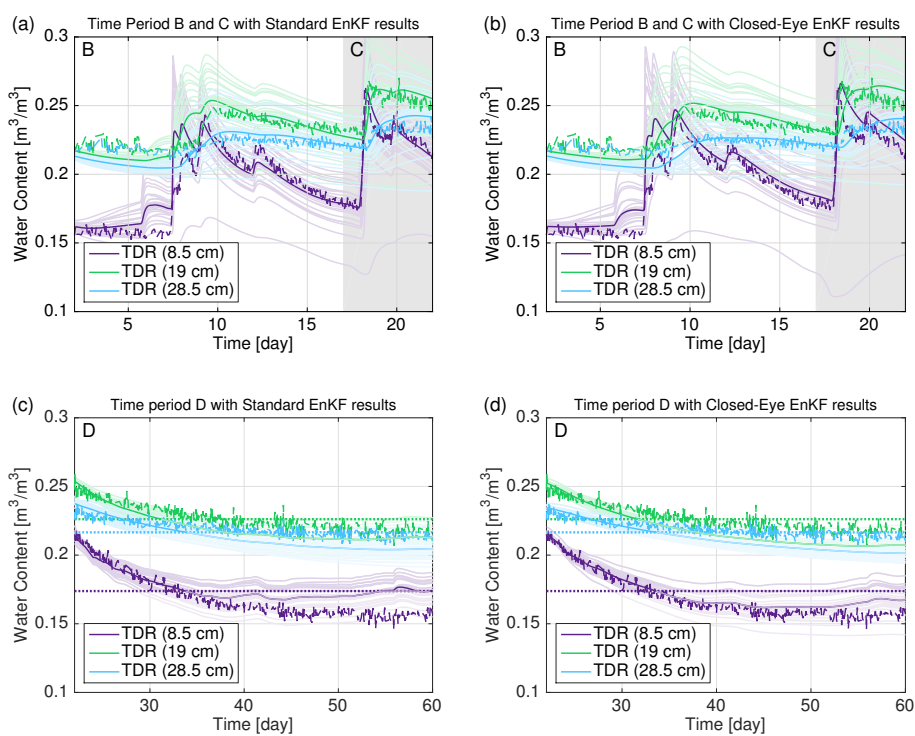 (a)
Time Period B and C with Standard EnKF results
B
C
Water Content [m³/m³]
0.3
0.25
0.2
0.15
0.1
TDR (8.5 cm)
TDR (19 cm)
TDR (28.5 cm)
5 10 15 20
Time [day]
(b)
Time Period B and C with Closed-Eye EnKF results
B
C
Water Content [m³/m³]
0.3
0.25
0.2
0.15
0.1
TDR (8.5 cm)
TDR (19 cm)
TDR (28.5 cm)
5 10 15 20
Time [day]
(c)
Time period D with Standard EnKF results
D
Water Content [m³/m³]
0.3
0.25
0.2
0.15
0.1
TDR (8.5 cm)
TDR (19 cm)
TDR (28.5 cm)
30 40 50 60
Time [day]
(d)
Time period D with Closed-Eye EnKF results
D
Water Content [m³/m³]
0.3
0.25
0.2
0.15
0.1
TDR (8.5 cm)
TDR (19 cm)
TDR (28.5 cm)
30 40 50 60
Time [day]